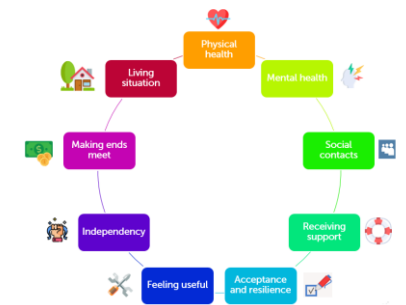 Physical
health
Mental health
Social
contacts
Receiving
support
Acceptance
and resilience
Feeling useful
Independency
Making ends
meet
Living
situation